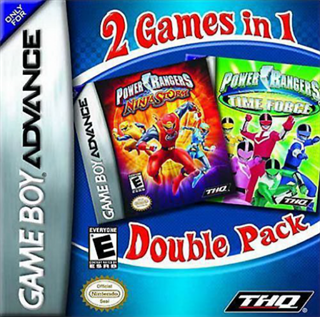 ONLY FOR
2 Games in 1
GAME BOY ADVANCE
POWER RANGERS
NINJA STORM
GAME BOY ADVANCE
THQ
POWER RANGERS
TIME FORCE
THQ
EVERYONE
E
ESRB
Double Pack
Official
Nintendo
Seal
THQ